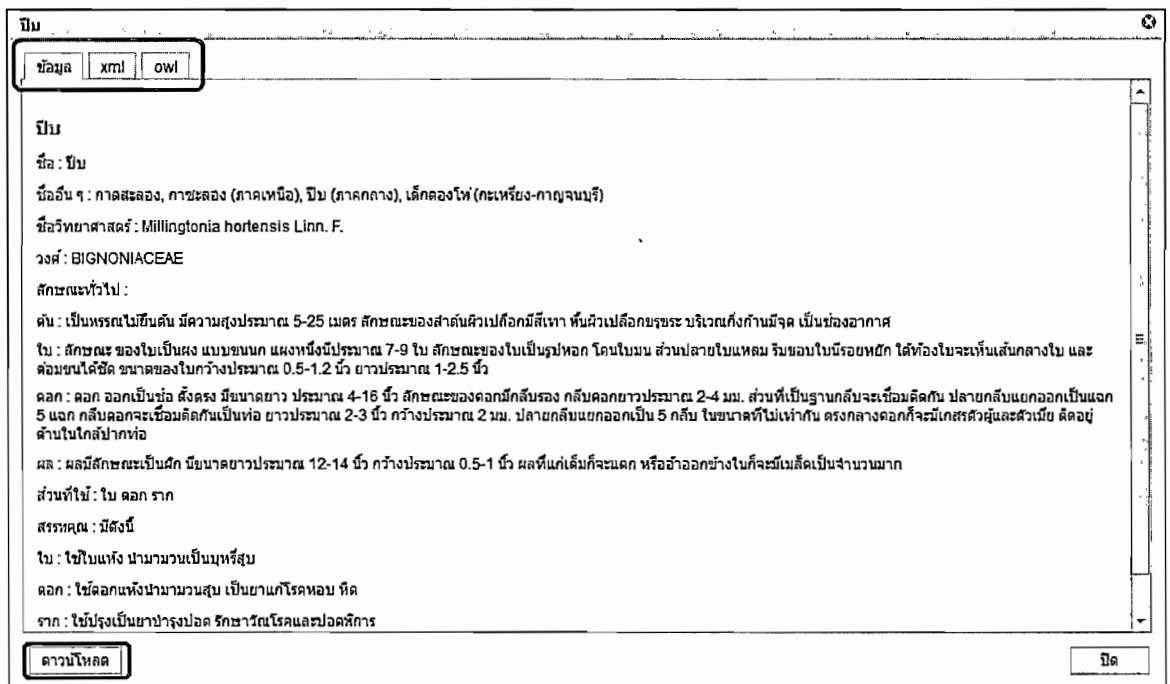 ปีบ
ข้อมูล xml owl
ปีบ
ชื่อ : ปีบ
ชื่ออื่น ๆ : กาดสะลอง, กาซะลอง (ภาคเหนือ), ปีบ (ภาคกลาง), เด็กตองโพ่ (กะเหรี่ยง-กาญจนบุรี)
ชื่อวิทยาศาสตร์ : Millingtonia hortensis Linn. F.
วงศ์ : BIGNONIACEAE
ลักษณะทั่วไป :
ต้น : เป็นพรรณไม้ยืนต้น มีความสูงประมาณ 5-25 เมตร ลักษณะของลำต้นผิวเปลือกมีสีเทา พื้นผิวเปลือกขรุขระ บริเวณกิ่งก้านมีจุด เป็นช่องอากาศ
ใบ : ลักษณะ ของใบเป็นผง แบบขนนก แผงหนึ่งมีประมาณ 7-9 ใบ ลักษณะของใบเป็นรูปหอก โคนใบมน ส่วนปลายใบแหลม ริมขอบใบมีรอยหยัก ใต้ท้องใบจะเห็นเส้นกลางใบ และ
ต่อมขนได้ชัด ขนาดของใบกว้างประมาณ 0.5-1.2 นิ้ว ยาวประมาณ 1-2.5 นิ้ว
ดอก : ดอก ออกเป็นช่อ ตั้งตรง มีขนาดยาว ประมาณ 4-16 นิ้ว ลักษณะของดอกมีกลีบรอง กลีบดอกยาวประมาณ 2-4 มม. ส่วนที่เป็นฐานกลีบจะเชื่อมติดกัน ปลายกลีบแยกออกเป็นแฉก
5 แฉก กลีบดอกจะเชื่อมติดกันเป็นท่อ ยาวประมาณ 2-3 นิ้ว กว้างประมาณ 2 มม. ปลายกลีบแยกออกเป็น 5 กลีบ ในขนาดที่ไม่เท่ากัน ตรงกลางดอกก็จะมีเกสรตัวผู้และตัวเมีย ติดอยู่
ด้านในใกล้ปากท่อ
ผล : ผลมีลักษณะเป็นฝัก มีขนาดยาวประมาณ 12-14 นิ้ว กว้างประมาณ 0.5-1 นิ้ว ผลที่แก่เต็มก็จะแตก หรืออ้าออกข้างในก็จะมีเมล็ดเป็นจำนวนมาก
ส่วนที่ใช้ : ใบ ดอก ราก
สรรพคุณ : มีดังนี้
ใบ : ใช้ใบแห้ง นำมามวนเป็นบุหรี่สูบ
ดอก : ใช้ดอกแห้งนำมามวนสูบ เป็นยาแก้โรคหอบ หืด
ราก : ใช้ปรุงเป็นยาบำรุงปอด รักษาวัณโรคและปอดพิการ
ดาวน์โหลด ปิด